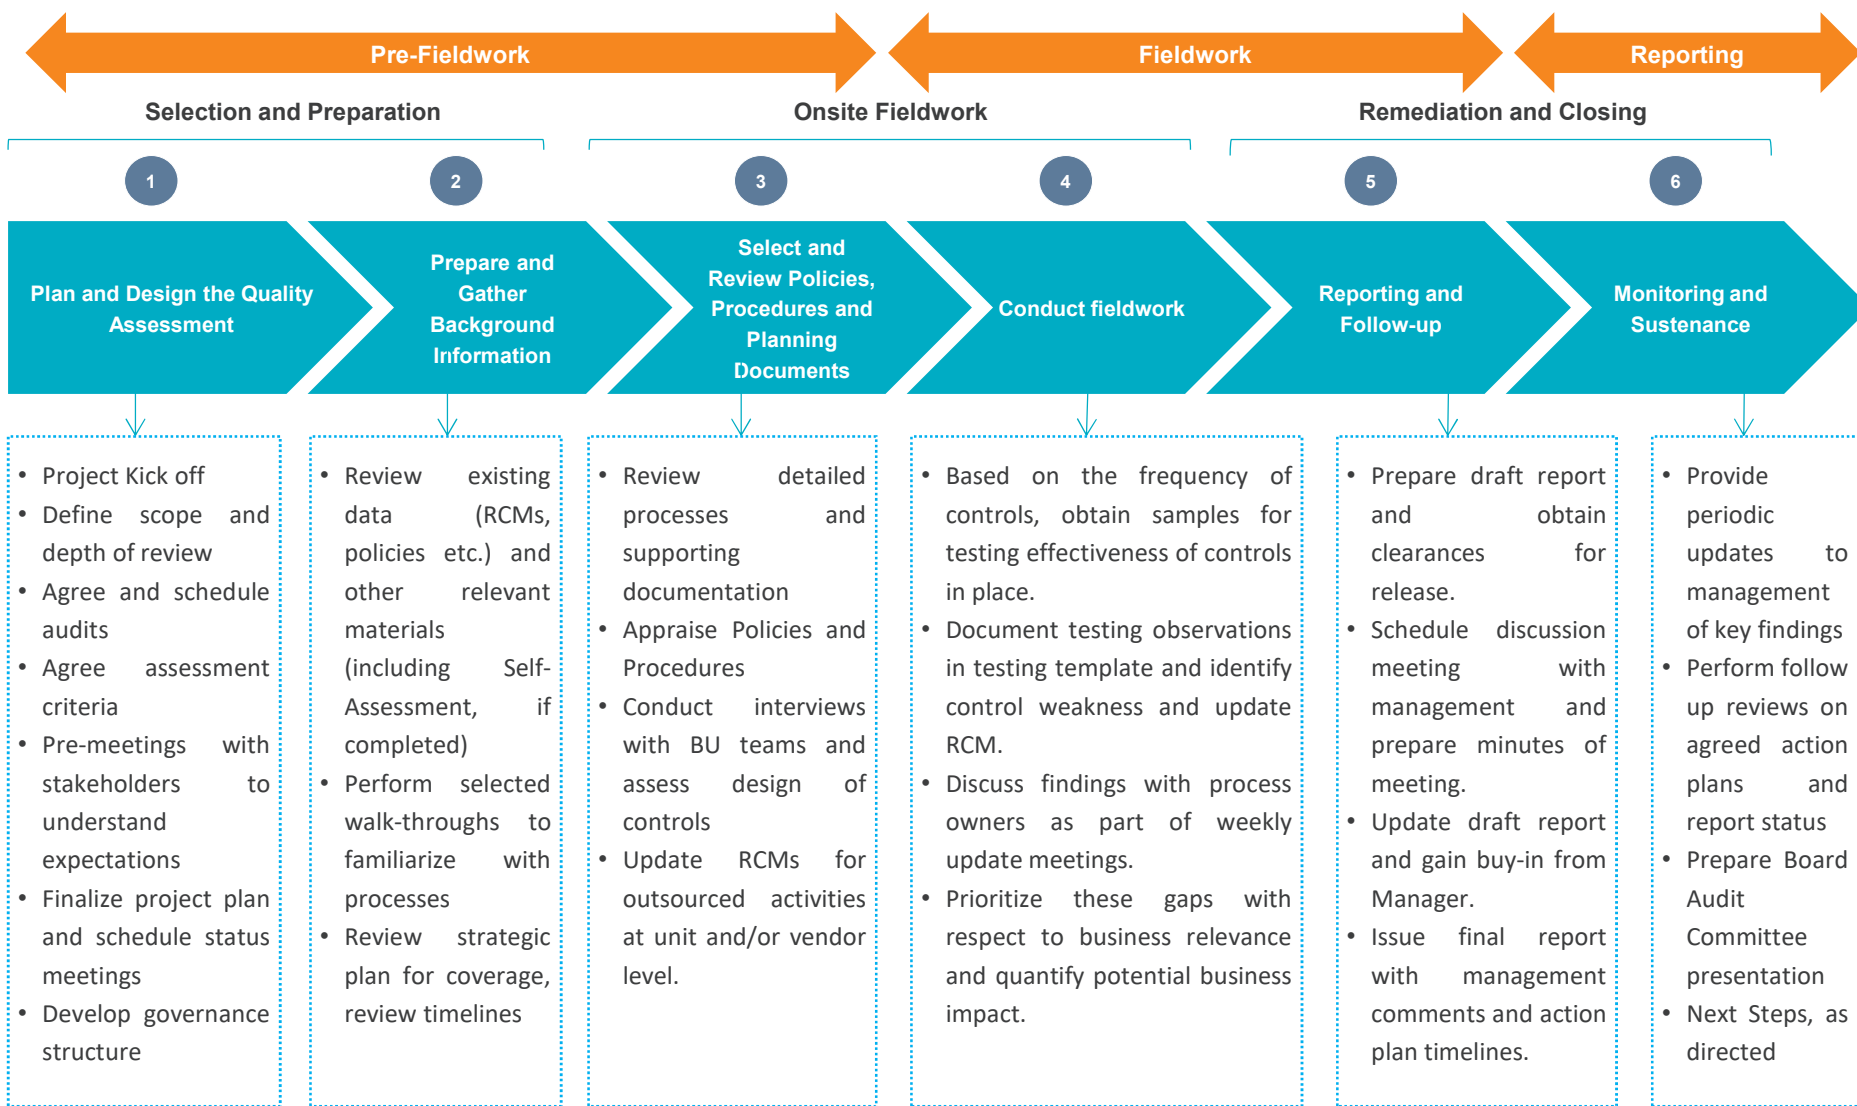 Pre-Fieldwork
Fieldwork
Reporting
Selection and Preparation
Onsite Fieldwork
Remediation and Closing
1
2
3
4
5
6
Plan and Design the Quality
Assessment
Prepare and
Gather
Background
Information
Select and
Review Policies,
Procedures and
Planning
Documents
Conduct fieldwork
Reporting and
Follow-up
Monitoring and
Sustenance
• Project Kick off
• Define scope and
depth of review
• Agree and schedule
audits
• Agree assessment
criteria
• Pre-meetings with
stakeholders to
understand
expectations
• Finalize project plan
and schedule status
meetings
• Develop governance
structure
• Review existing
data (RCMs,
policies etc.) and
other relevant
materials
(including Self-
Assessment, if
completed)
• Perform selected
walk-throughs to
familiarize with
processes
• Review strategic
plan for coverage,
review timelines
• Review detailed
processes and
supporting
documentation
• Appraise Policies and
Procedures
• Conduct interviews
with BU teams and
assess design of
controls
• Update RCMs for
outsourced activities
at unit and/or vendor
level.
• Based on the frequency of
controls, obtain samples for
testing effectiveness of controls
in place.
• Document testing observations
in testing template and identify
control weakness and update
RCM.
• Discuss findings with process
owners as part of weekly
update meetings.
• Prioritize these gaps with
respect to business relevance
and quantify potential business
impact.
• Prepare draft report
and obtain
clearances for
release.
• Schedule discussion
meeting with
management and
prepare minutes of
meeting.
• Update draft report
and gain buy-in from
Manager.
• Issue final report
with management
comments and action
plan timelines.
• Provide
periodic
updates to
management
of key findings
• Perform follow
up reviews on
agreed action
plans and
report status
• Prepare Board
Audit
Committee
presentation
• Next Steps, as
directed